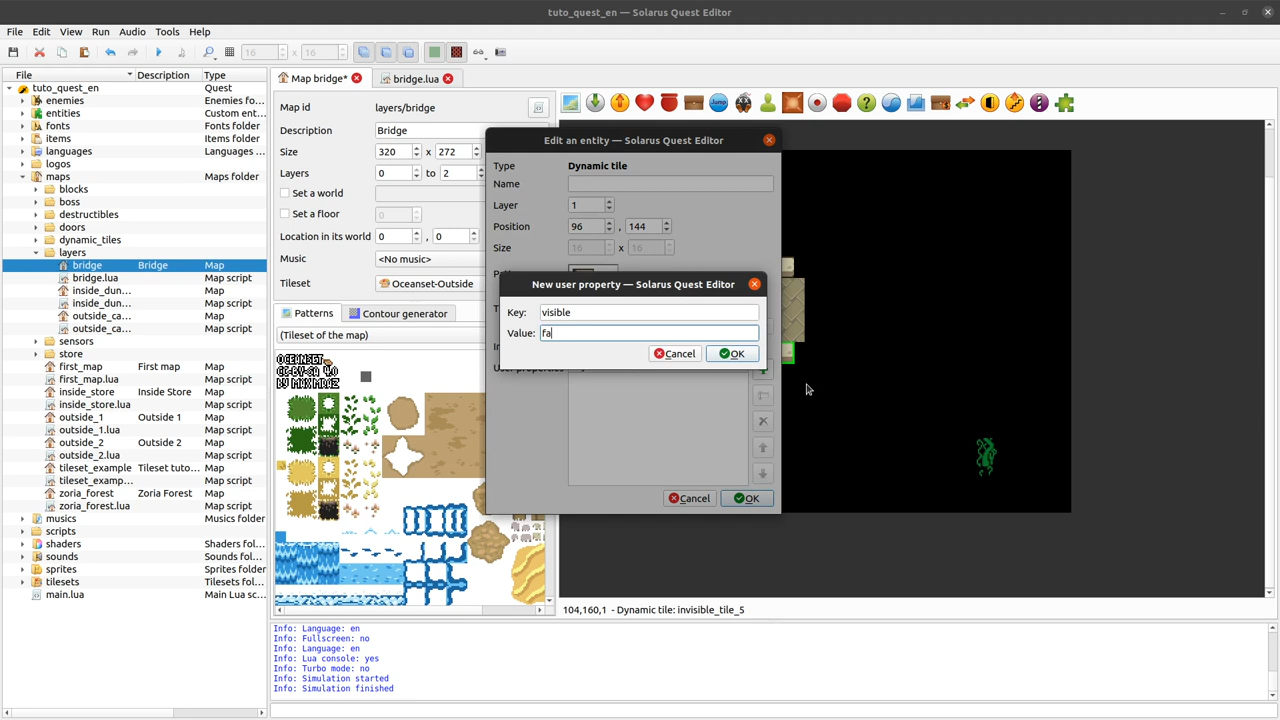 tuto_quest_en — Solarus Quest Editor
File Edit View Run Audio Tools Help
16 x 16
File Description Type
tuto_quest_en Quest
enemies Enemies fo...
entities Custom ent...
fonts Fonts folder
items Items folder
languages Languages ...
logos
maps Maps folder
blocks
boss
destructibles
doors
dynamic_tiles
layers
bridge Bridge Map
bridge.lua Map script
inside_dun... Map
inside_dun... Map script
outside_ca... Map
outside_ca... Map script
sensors
store
first_map First map Map
first_map.lua Map script
inside_store Inside Store Map
inside_store.lua Map script
outside_1 Outside 1 Map
outside_1.lua Map script
outside_2 Outside 2 Map
outside_2.lua Map script
tileset_example Tileset tuto... Map
tileset_examp... Map script
zoria_forest Zoria Forest Map
zoria_forest.lua Map script
musics Musics folder
scripts
shaders Shaders fol...
sounds Sounds fol...
sprites Sprites folder
tilesets Tilesets fol...
main.lua Main Lua sc...
Map bridge* bridge.lua
Map id layers/bridge
Description Bridge
Size 320 x 272
Layers 0 to 2
Set a world
Set a floor 0
Location in its world 0 , 0
Music <No music>
Tileset Oceanset-Outside
Patterns Contour generator
(Tileset of the map)
OCEANSET
CC-BY-SA 4.0
BY MAX MRAZ
Edit an entity — Solarus Quest Editor
Type Dynamic tile
Name
Layer 1
Position 96 , 144
Size 16 x 16
New user property — Solarus Quest Editor
Key: visible
Value: fa
Cancel OK
Cancel OK
104,160,1 - Dynamic tile: invisible_tile_5
Info: Language: en
Info: Fullscreen: no
Info: Language: en
Info: Lua console: yes
Info: Turbo mode: no
Info: Simulation started
Info: Simulation finished